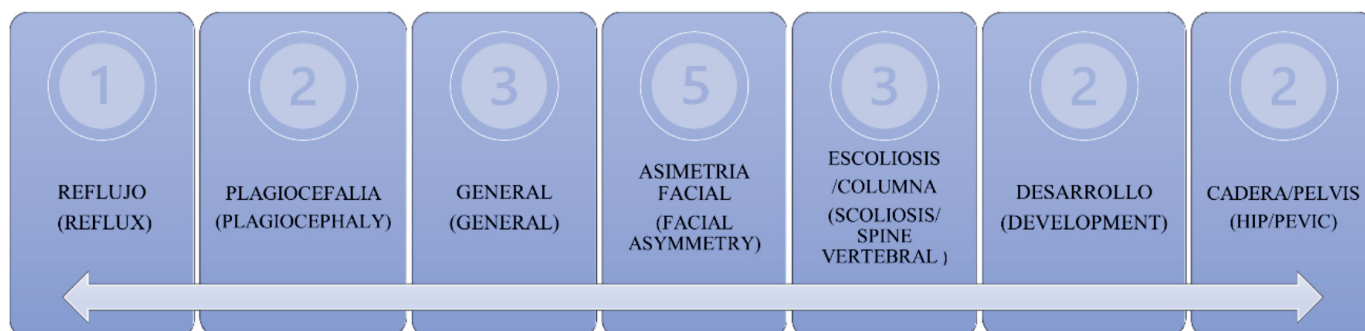 1
REFLUJO
(REFLUX)
2
PLAGIOCEFALIA
(PLAGIOCEPHALY)
3
GENERAL
(GENERAL)
5
ASIMETRIA
FACIAL
(FACIAL
ASYMMETRY)
3
ESCOLIOSIS
/COLUMNA
(SCOLIOSIS/
SPINE
VERTEBRAL )
2
DESARROLLO
(DEVELOPMENT)
2
CADERA/PELVIS
(HIP/PEVIC)